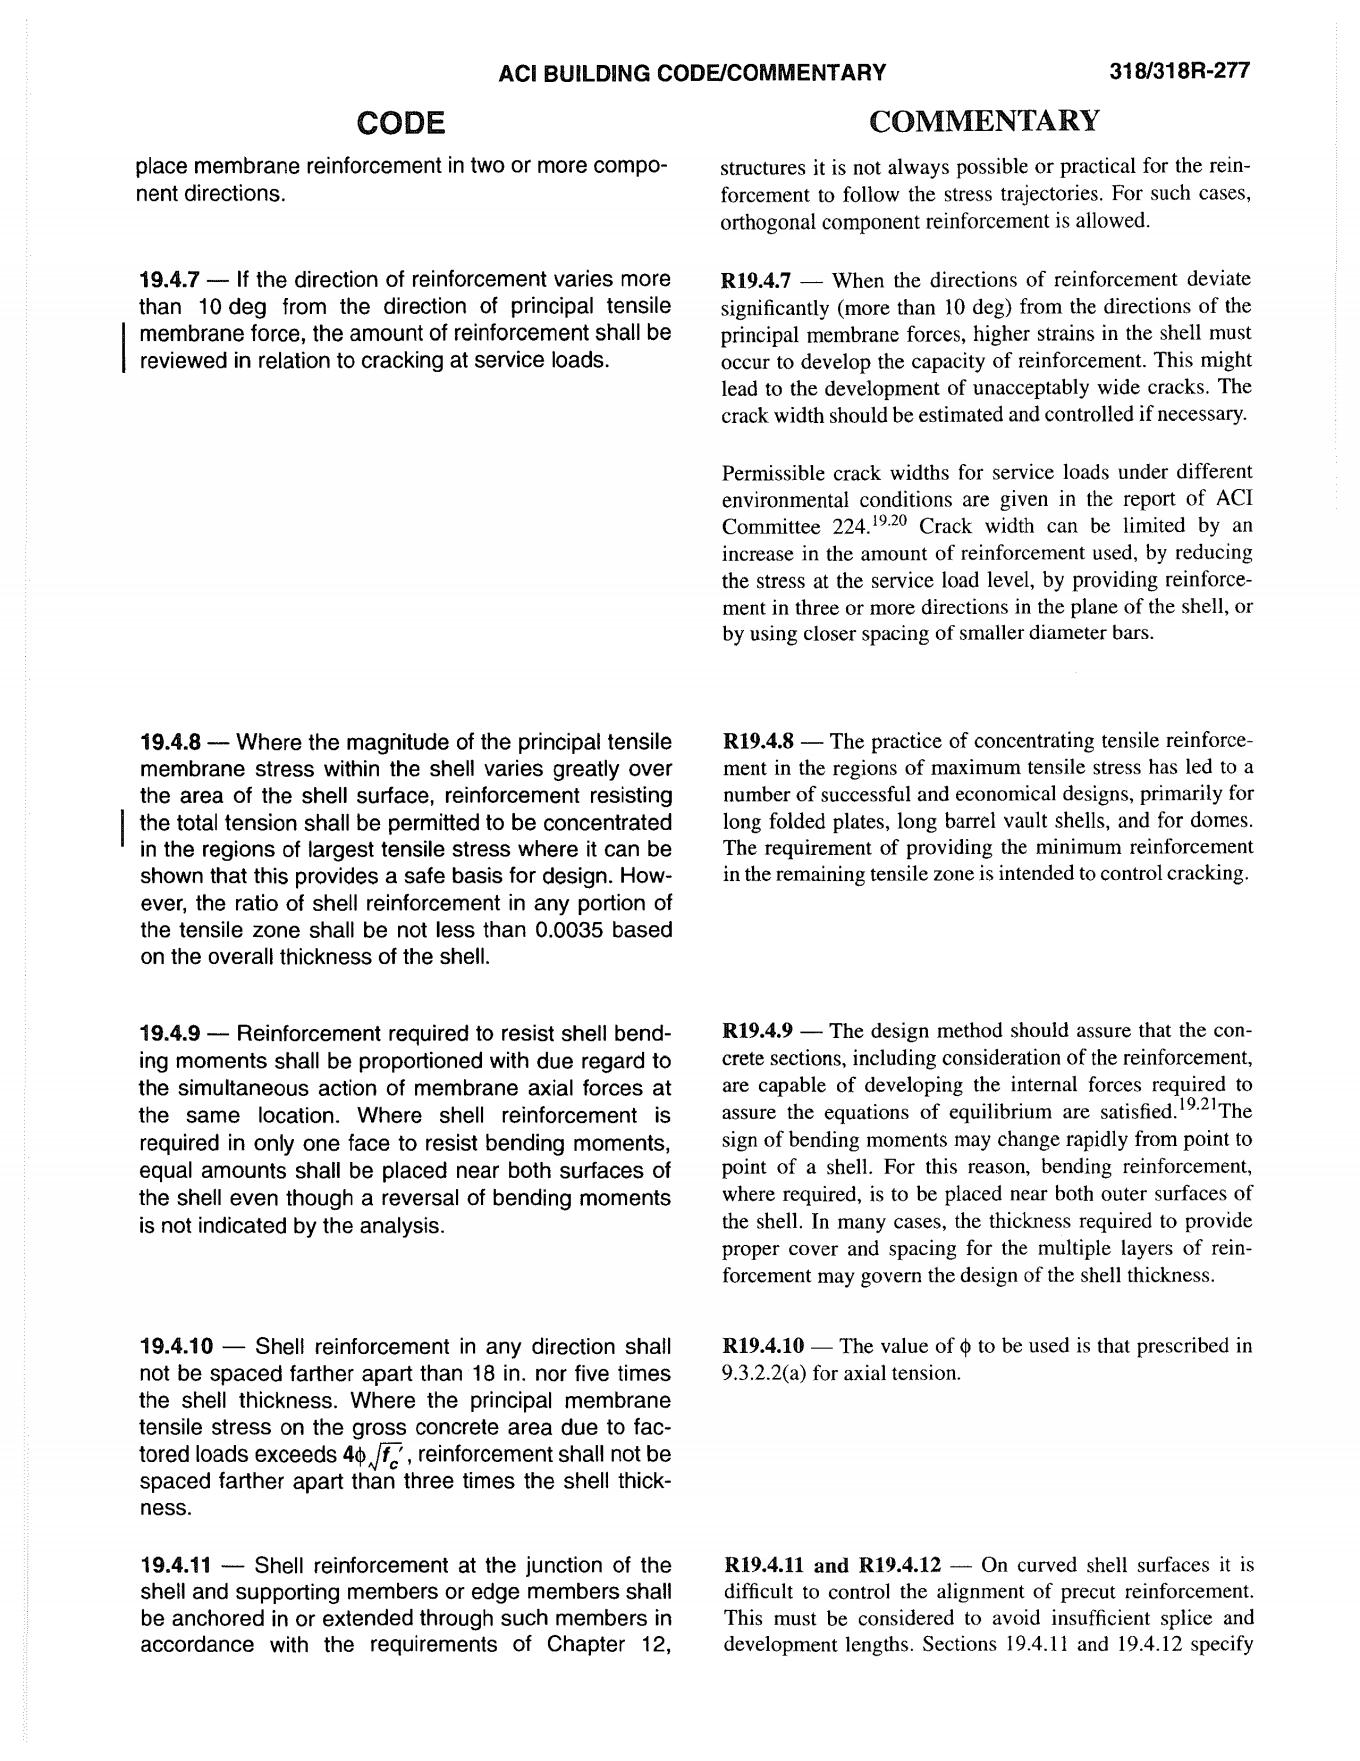 ACI BUILDING CODE/COMMENTARY
318/318R-277
CODE
place membrane reinforcement in two or more compo-
nent directions.
19.4.7 — If the direction of reinforcement varies more
than 10 deg from the direction of principal tensile
membrane force, the amount of reinforcement shall be
reviewed in relation to cracking at service loads.
19.4.8 — Where the magnitude of the principal tensile
membrane stress within the shell varies greatly over
the area of the shell surface, reinforcement resisting
the total tension shall be permitted to be concentrated
in the regions of largest tensile stress where it can be
shown that this provides a safe basis for design. How-
ever, the ratio of shell reinforcement in any portion of
the tensile zone shall be not less than 0.0035 based
on the overall thickness of the shell.
19.4.9 — Reinforcement required to resist shell bend-
ing moments shall be proportioned with due regard to
the simultaneous action of membrane axial forces at
the same location. Where shell reinforcement is
required in only one face to resist bending moments,
equal amounts shall be placed near both surfaces of
the shell even though a reversal of bending moments
is not indicated by the analysis.
19.4.10 — Shell reinforcement in any direction shall
not be spaced farther apart than 18 in. nor five times
the shell thickness. Where the principal membrane
tensile stress on the gross concrete area due to fac-
tored loads exceeds 4ϕ√fc′, reinforcement shall not be
spaced farther apart than three times the shell thick-
ness.
19.4.11 — Shell reinforcement at the junction of the
shell and supporting members or edge members shall
be anchored in or extended through such members in
accordance with the requirements of Chapter 12,
COMMENTARY
structures it is not always possible or practical for the rein-
forcement to follow the stress trajectories. For such cases,
orthogonal component reinforcement is allowed.
R19.4.7 — When the directions of reinforcement deviate
significantly (more than 10 deg) from the directions of the
principal membrane forces, higher strains in the shell must
occur to develop the capacity of reinforcement. This might
lead to the development of unacceptably wide cracks. The
crack width should be estimated and controlled if necessary.
Permissible crack widths for service loads under different
environmental conditions are given in the report of ACI
Committee 224.19.20 Crack width can be limited by an
increase in the amount of reinforcement used, by reducing
the stress at the service load level, by providing reinforce-
ment in three or more directions in the plane of the shell, or
by using closer spacing of smaller diameter bars.
R19.4.8 — The practice of concentrating tensile reinforce-
ment in the regions of maximum tensile stress has led to a
number of successful and economical designs, primarily for
long folded plates, long barrel vault shells, and for domes.
The requirement of providing the minimum reinforcement
in the remaining tensile zone is intended to control cracking.
R19.4.9 — The design method should assure that the con-
crete sections, including consideration of the reinforcement,
are capable of developing the internal forces required to
assure the equations of equilibrium are satisfied.19.21The
sign of bending moments may change rapidly from point to
point of a shell. For this reason, bending reinforcement,
where required, is to be placed near both outer surfaces of
the shell. In many cases, the thickness required to provide
proper cover and spacing for the multiple layers of rein-
forcement may govern the design of the shell thickness.
R19.4.10 — The value of ϕ to be used is that prescribed in
9.3.2.2(a) for axial tension.
R19.4.11 and R19.4.12 — On curved shell surfaces it is
difficult to control the alignment of precut reinforcement.
This must be considered to avoid insufficient splice and
development lengths. Sections 19.4.11 and 19.4.12 specify